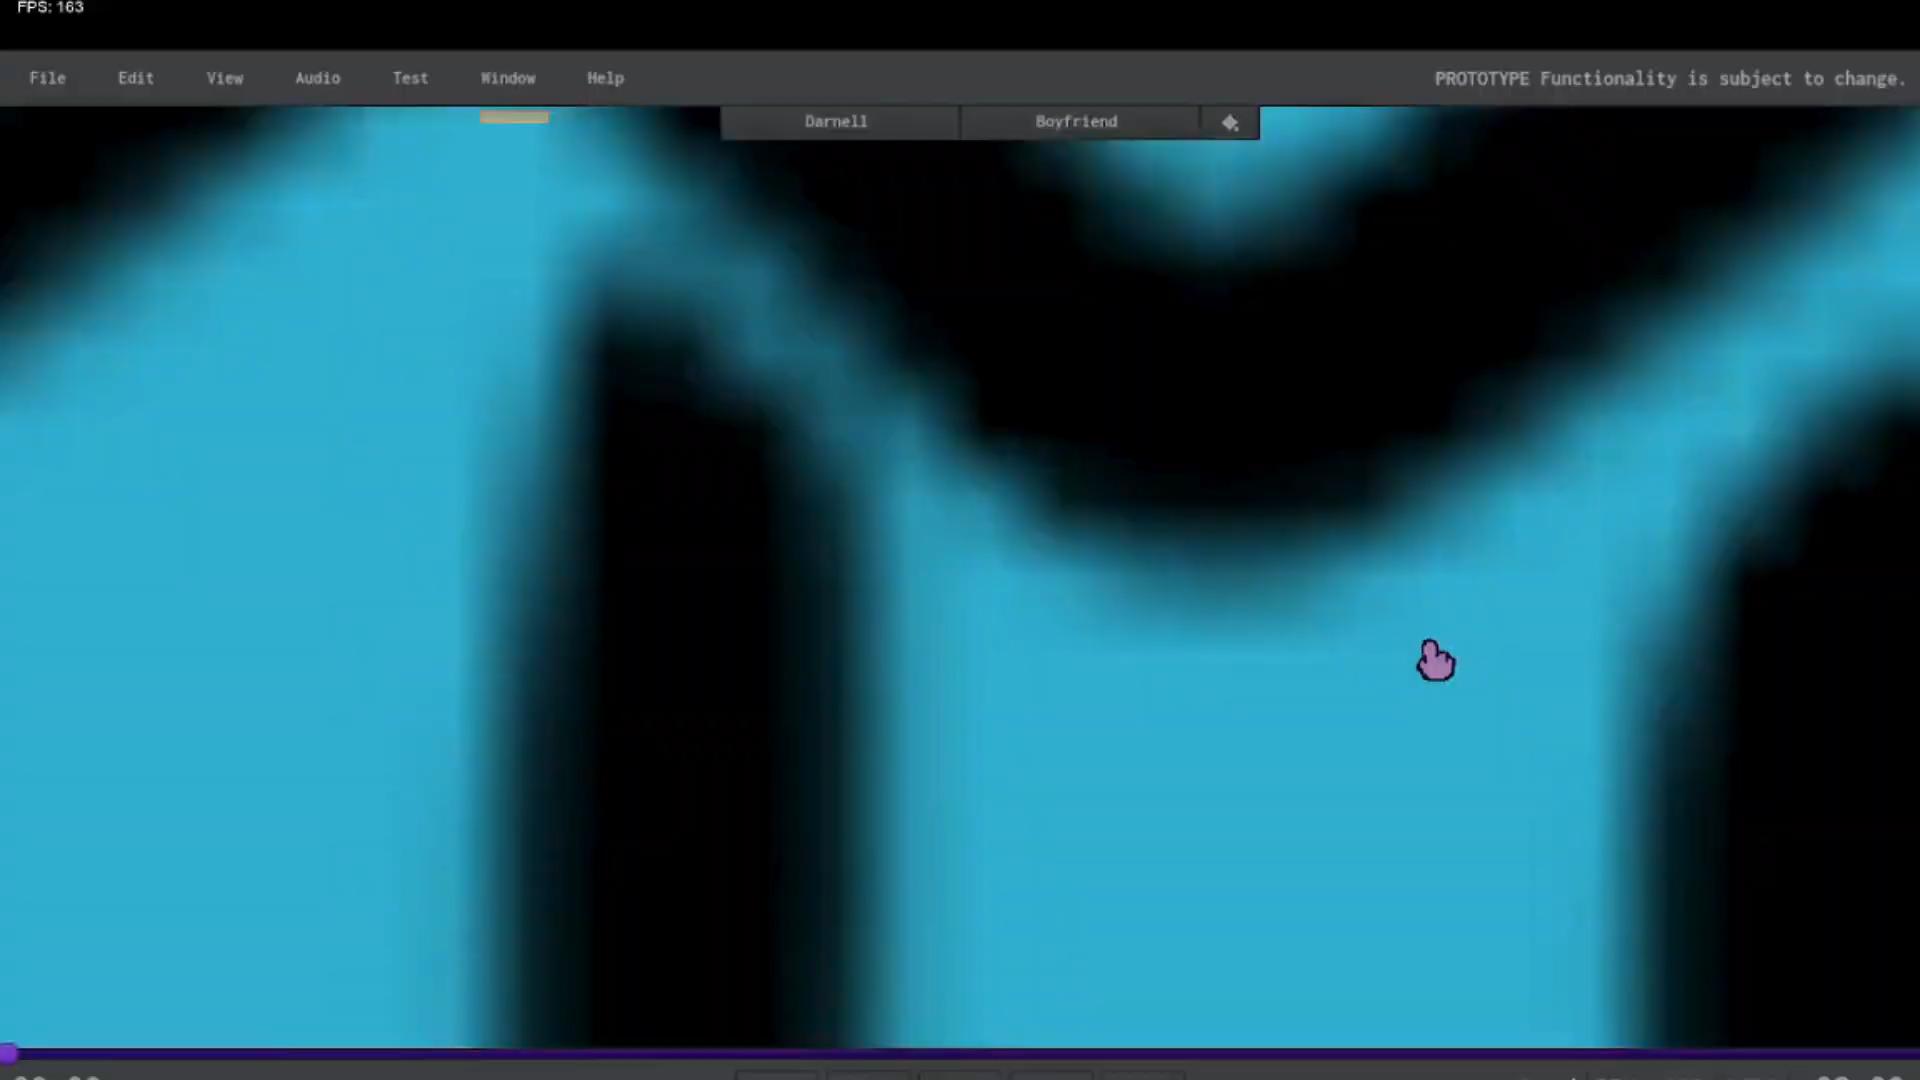 FPS: 163
File Edit View Audio Test Window Help PROTOTYPE Functionality is subject to change.
Darnell Boyfriend